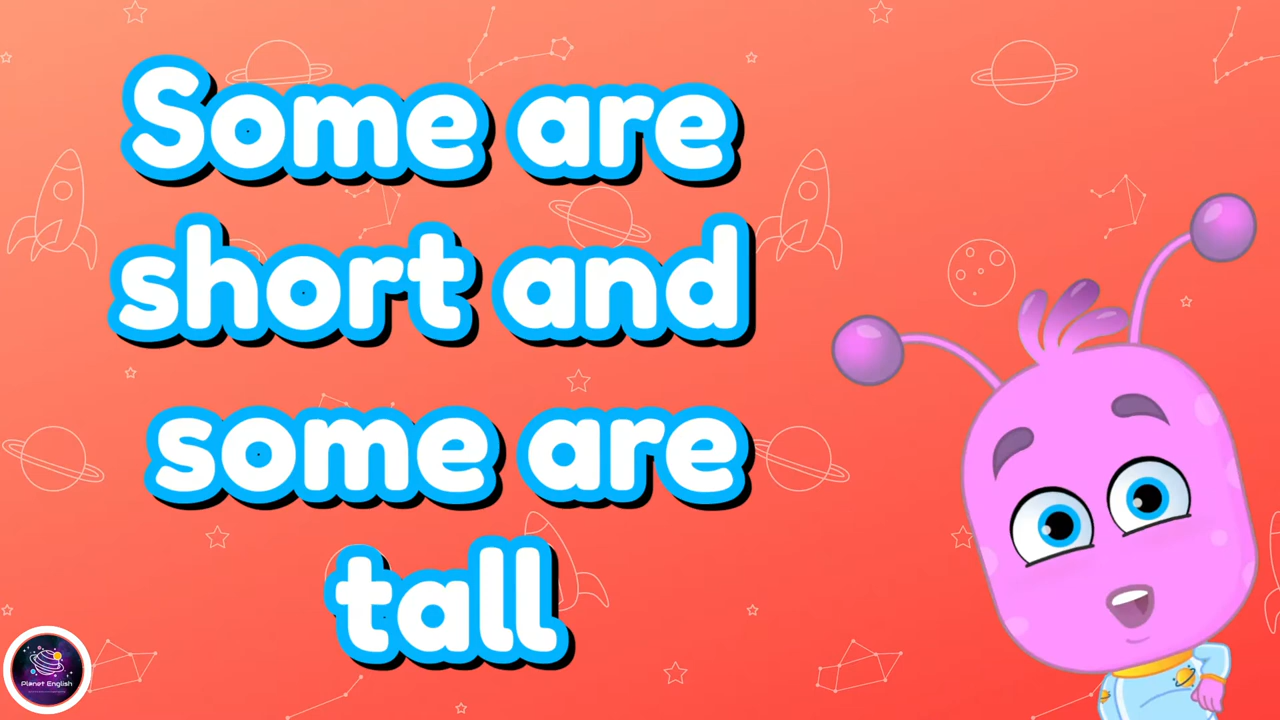 Some are
short and
some are
tall
Planet English